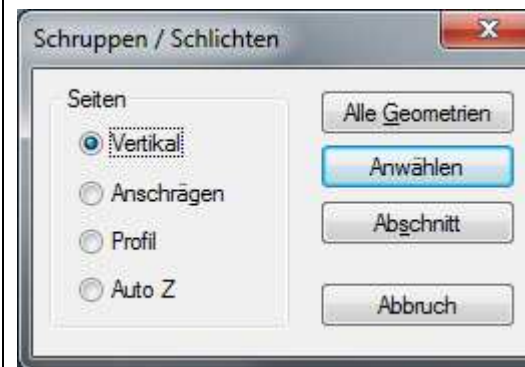 Schruppen / Schlichten
Seiten
Vertikal
Anschrägen
Profil
Auto Z
Alle Geometrien
Anwählen
Abschnitt
Abbruch